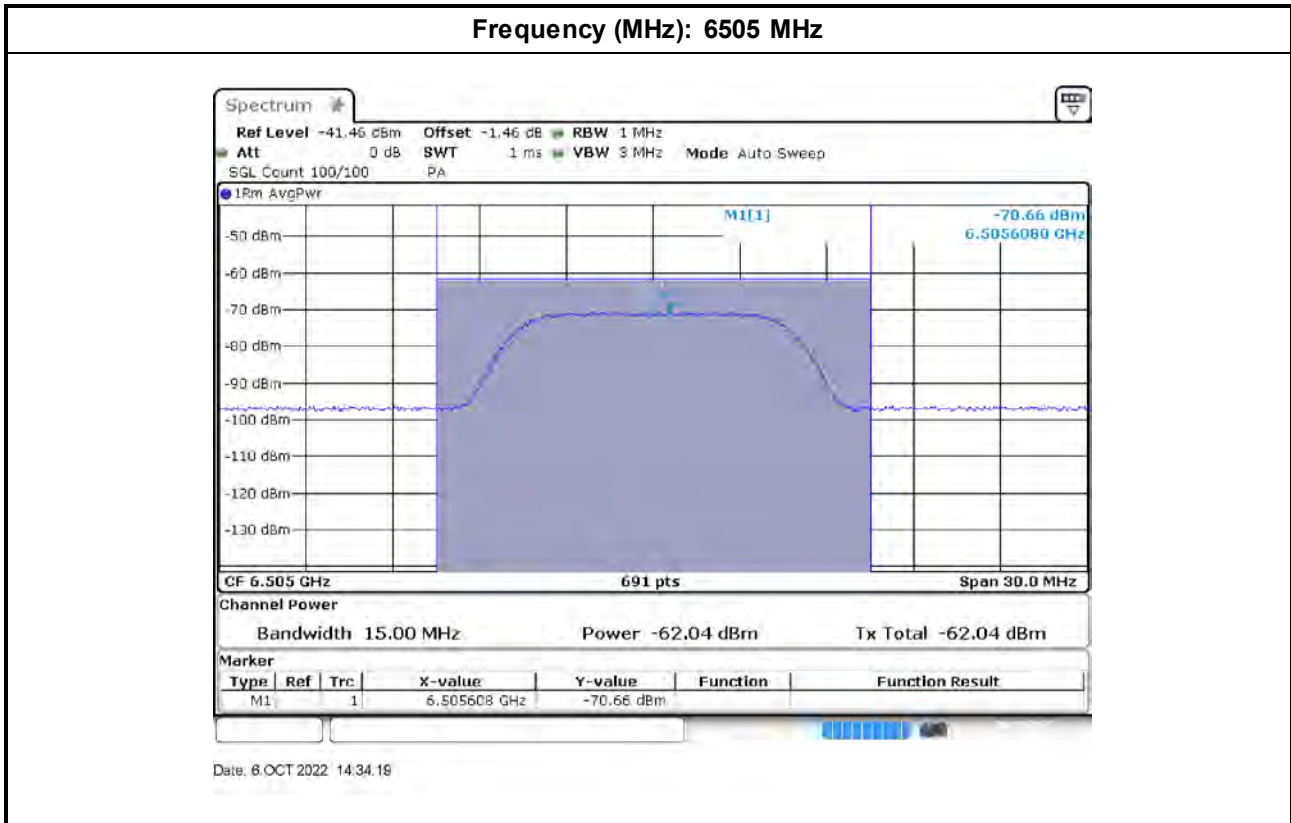 Frequency (MHz): 6505 MHz
Spectrum
Ref Level -41.46 dBm Offset -1.46 dB RBW 1 MHz
Att 0 dB SWT 1 ms VBW 3 MHz Mode Auto Sweep
SGL Count 100/100 PA
1Rm AvgPwr
M1[1] -70.66 dBm
6.5056080 GHz
-50 dBm
-60 dBm
-70 dBm
-80 dBm
-90 dBm
-100 dBm
-110 dBm
-120 dBm
-130 dBm
CF 6.505 GHz 691 pts Span 30.0 MHz
Channel Power
Bandwidth 15.00 MHz Power -62.04 dBm Tx Total -62.04 dBm
Marker
Type Ref Trc X-value Y-value Function Function Result
M1 1 6.505608 GHz -70.66 dBm
Date: 6.OCT 2022 14:34:19